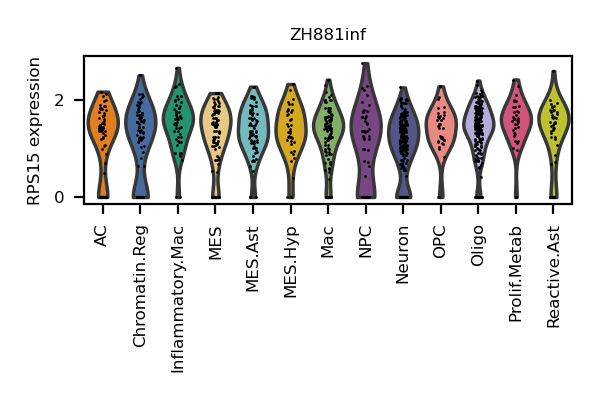 ZH881inf
RPS15 expression
2
0
AC
Chromatin.Reg
Inflammatory.Mac
MES
MES.Ast
MES.Hyp
Mac
NPC
Neuron
OPC
Oligo
Prolif.Metab
Reactive.Ast